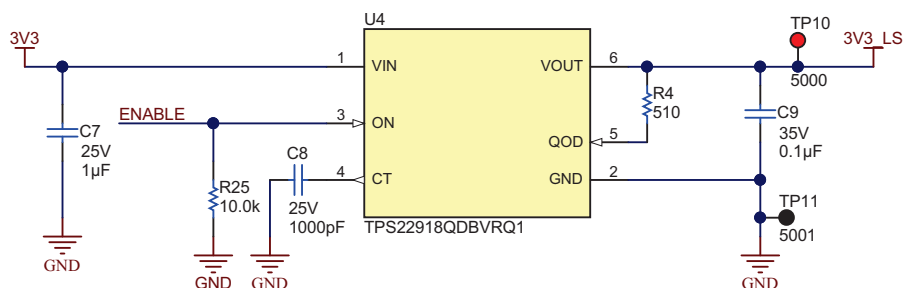 U4
3V3
TP10
3V3_LS
1
VIN
VOUT
6
5000
R4
510
ENABLE
3
ON
C7
25V
1µF
C9
35V
0.1µF
QOD
5
C8
4
CT
GND
2
R25
10.0k
25V
1000pF
TP11
5001
TPS22918QDBVRQ1
GND
GND
GND
GND